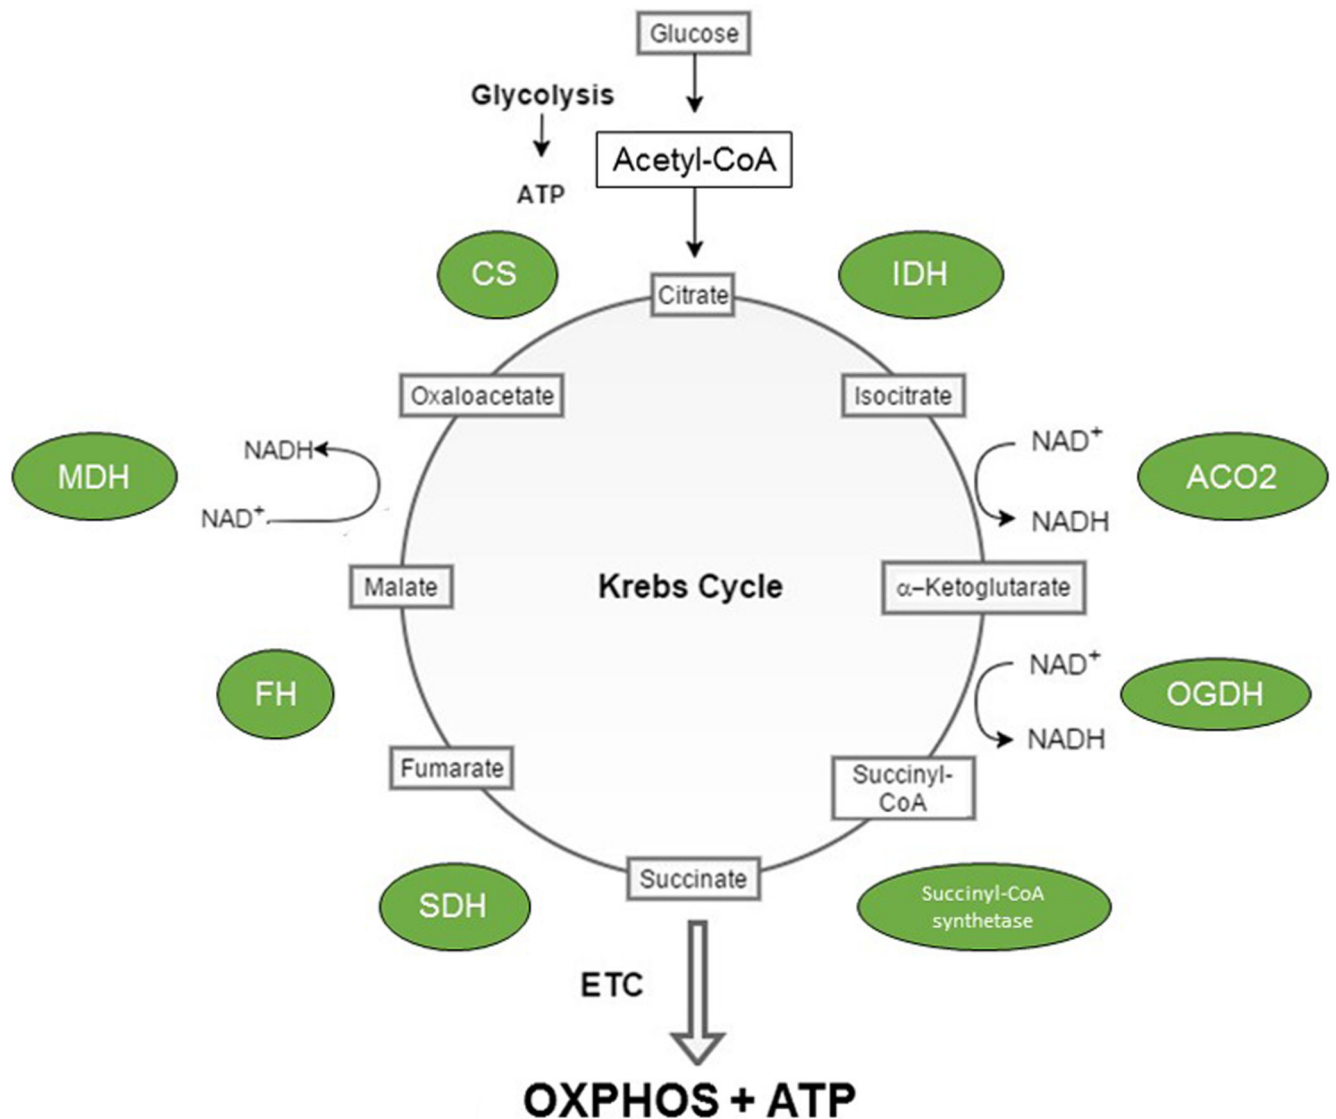 Glucose
Glycolysis
Acetyl-CoA
ATP
CS
IDH
Citrate
Oxaloacetate
Isocitrate
NADH
NAD⁺
MDH
NAD⁺
NADH
ACO2
Malate
Krebs Cycle
α–Ketoglutarate
FH
NAD⁺
NADH
OGDH
Fumarate
Succinyl-
CoA
Succinate
SDH
Succinyl-CoA
synthetase
ETC
OXPHOS + ATP